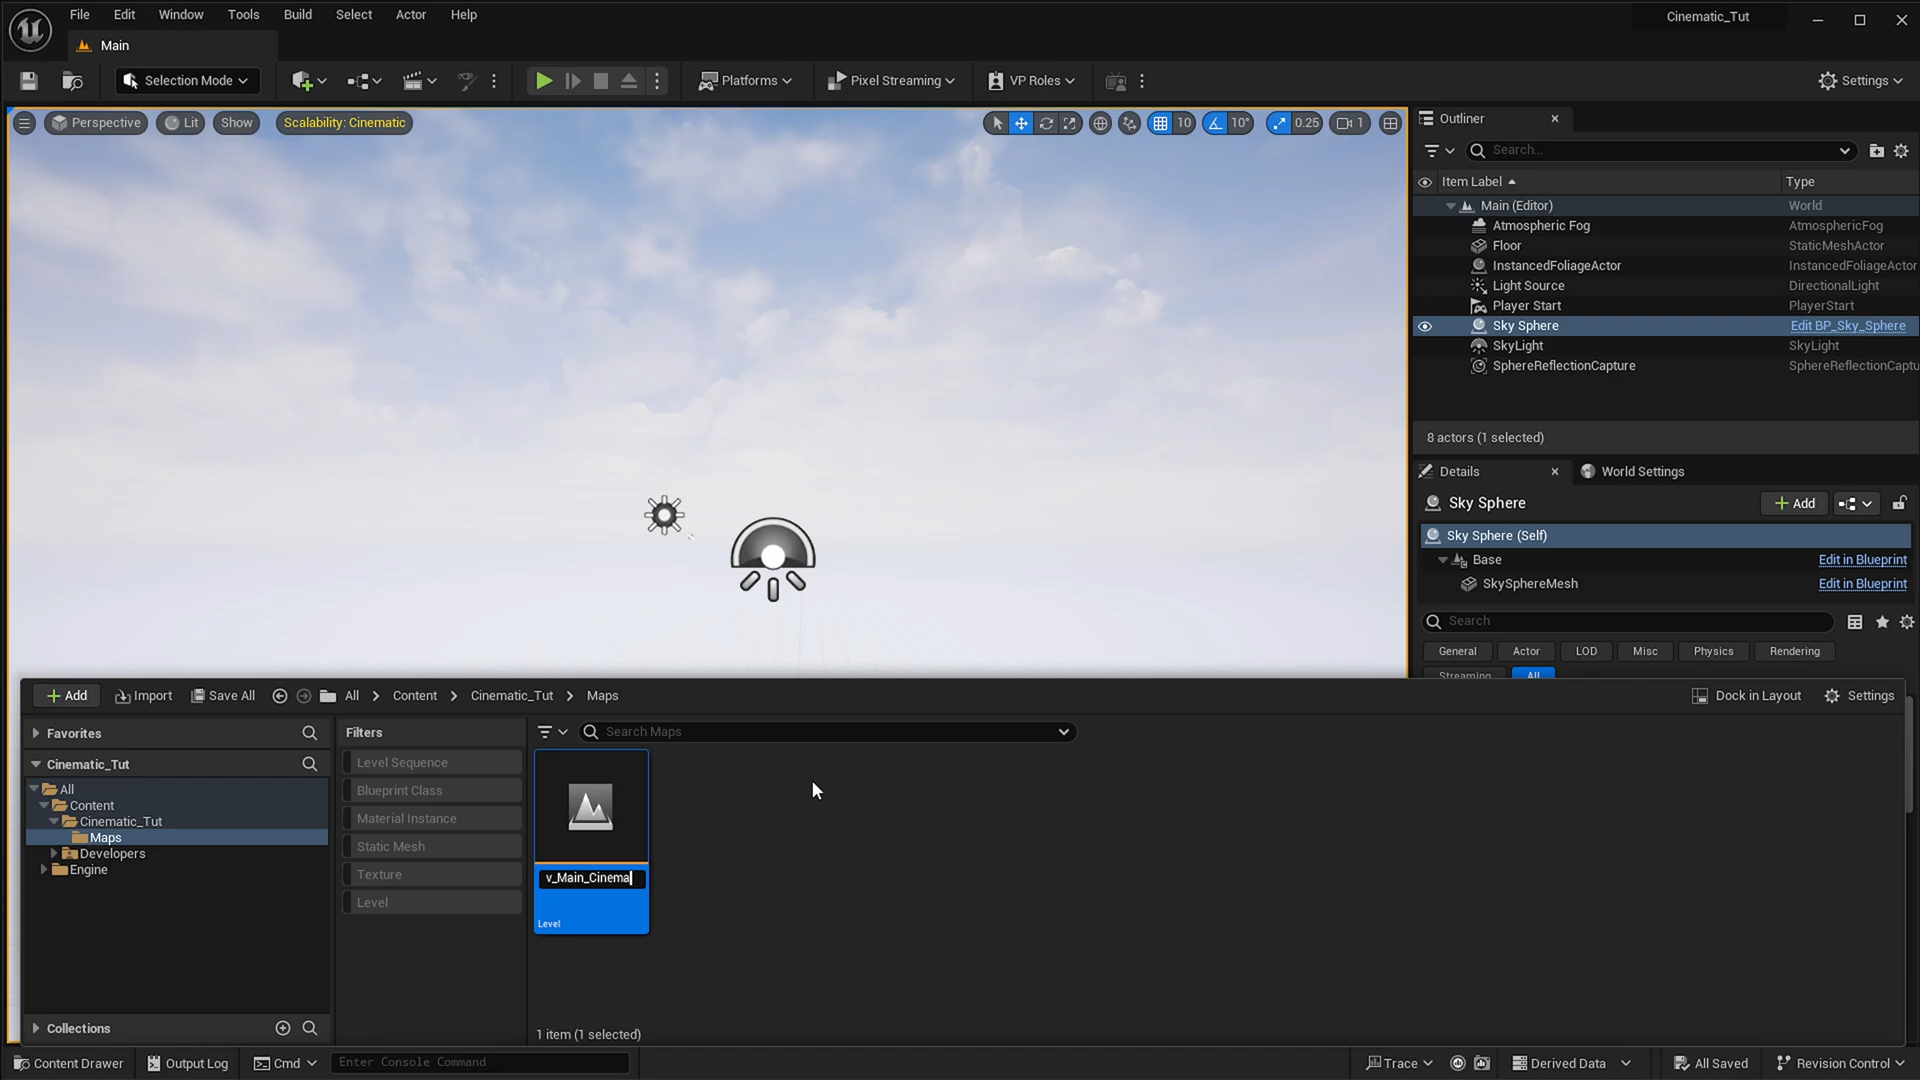 File Edit Window Tools Build Select Actor Help
Cinematic_Tut
Main
Selection Mode
Platforms
Pixel Streaming
VP Roles
Settings
Perspective
Lit
Show
Scalability: Cinematic
10
10°
0.25
1
Outliner
Search...
Item Label
Type
Main (Editor) World
Atmospheric Fog AtmosphericFog
Floor StaticMeshActor
InstancedFoliageActor InstancedFoliageActor
Light Source DirectionalLight
Player Start PlayerStart
Sky Sphere Edit BP_Sky_Sphere
SkyLight SkyLight
SphereReflectionCapture SphereReflectionCaptu
8 actors (1 selected)
Details
World Settings
Sky Sphere
Add
Sky Sphere (Self)
Base Edit in Blueprint
SkySphereMesh Edit in Blueprint
Search
General Actor LOD Misc Physics Rendering
Streaming All
Add
Import
Save All
All
Content
Cinematic_Tut
Maps
Dock in Layout
Settings
Favorites
Cinematic_Tut
All
Content
Cinematic_Tut
Maps
Developers
Engine
Collections
Filters
Level Sequence
Blueprint Class
Material Instance
Static Mesh
Texture
Level
Search Maps
v_Main_Cinema
Level
1 item (1 selected)
Content Drawer
Output Log
Cmd
Enter Console Command
Trace
Derived Data
All Saved
Revision Control